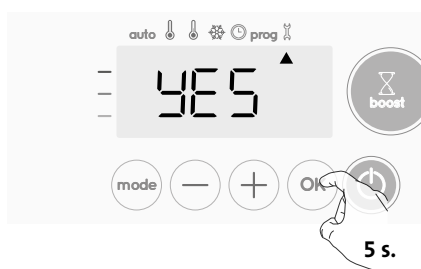 auto prog
YES
boost
mode − + OK
5 s.